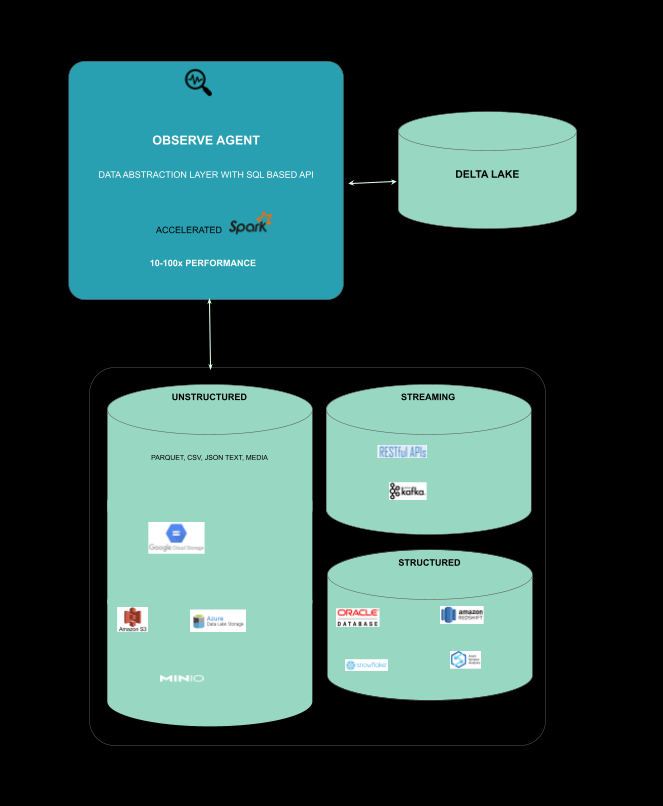 OBSERVE AGENT
DATA ABSTRACTION LAYER WITH SQL BASED API
ACCELERATED Spark
10-100x PERFORMANCE
DELTA LAKE
UNSTRUCTURED
PARQUET, CSV, JSON TEXT, MEDIA
Google Cloud Storage
Amazon S3
Azure
Data Lake Storage
MINIO
STREAMING
RESTful APIs
kafka
STRUCTURED
ORACLE
DATABASE
amazon
REDSHIFT
snowflake
Azure
Analytics